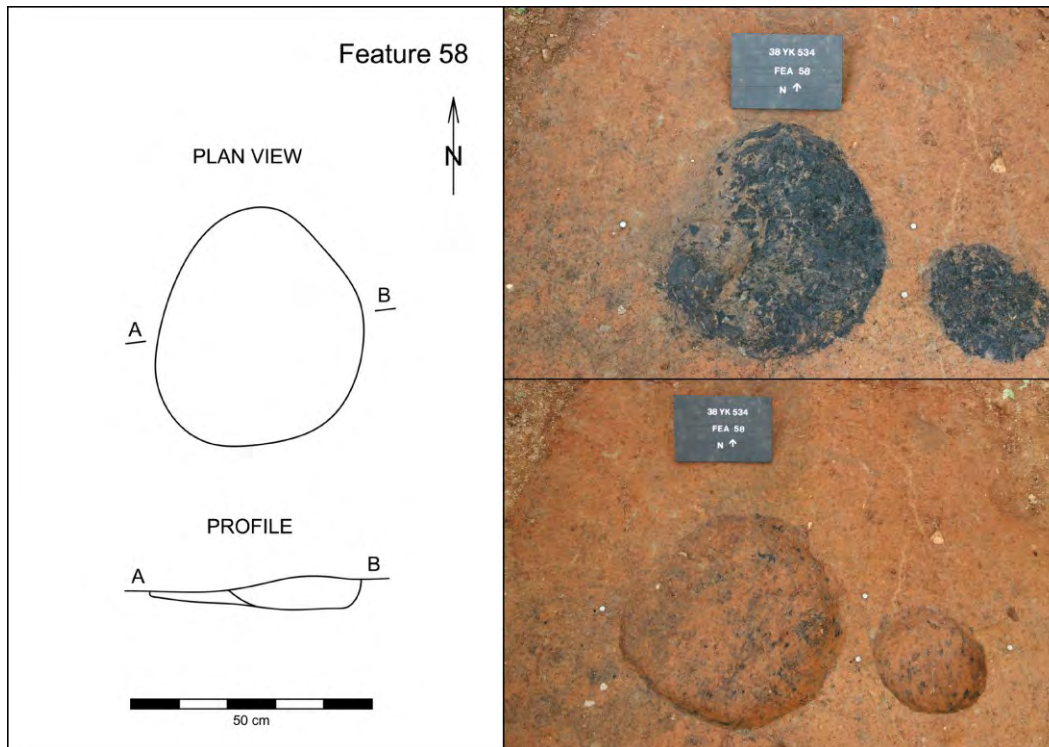 Feature 58
N
PLAN VIEW
A
B
PROFILE
A
B
50 cm
38 YK 534
FEA 58
N ↑
38 YK 534
FEA 58
N ↑